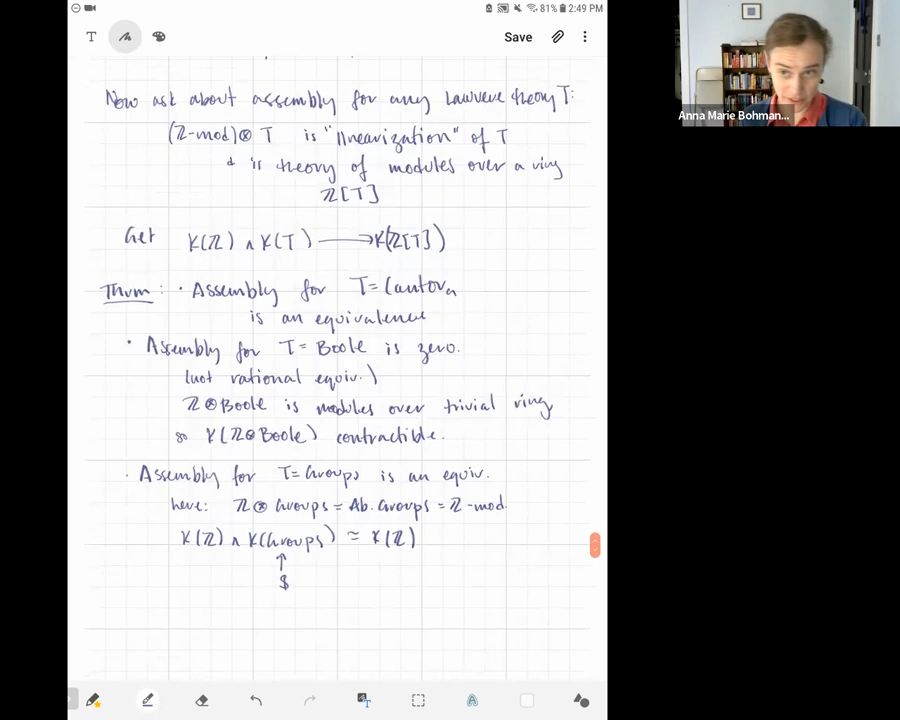 81% 2:49 PM
T Save
Now ask about assembly for any Lawvere theory T:
(ℤ-mod)⊗ T is "linearization" of T
& is theory of modules over a ring
ℤ[T]
Get K(ℤ) ∧ K(T) ⟶ K(ℤ[T])
Thm: · Assembly for T = Cantor
is an equivalence
· Assembly for T = Boole is zero.
(not rational equiv.)
ℤ⊗Boole is modules over trivial ring
so K(ℤ⊗Boole) contractible.
· Assembly for T = Groups is an equiv.
here: ℤ⊗ Groups = Ab. Groups = ℤ-mod.
K(ℤ) ∧ K(Groups) ≃ K(ℤ)
↑
$
Anna Marie Bohman...